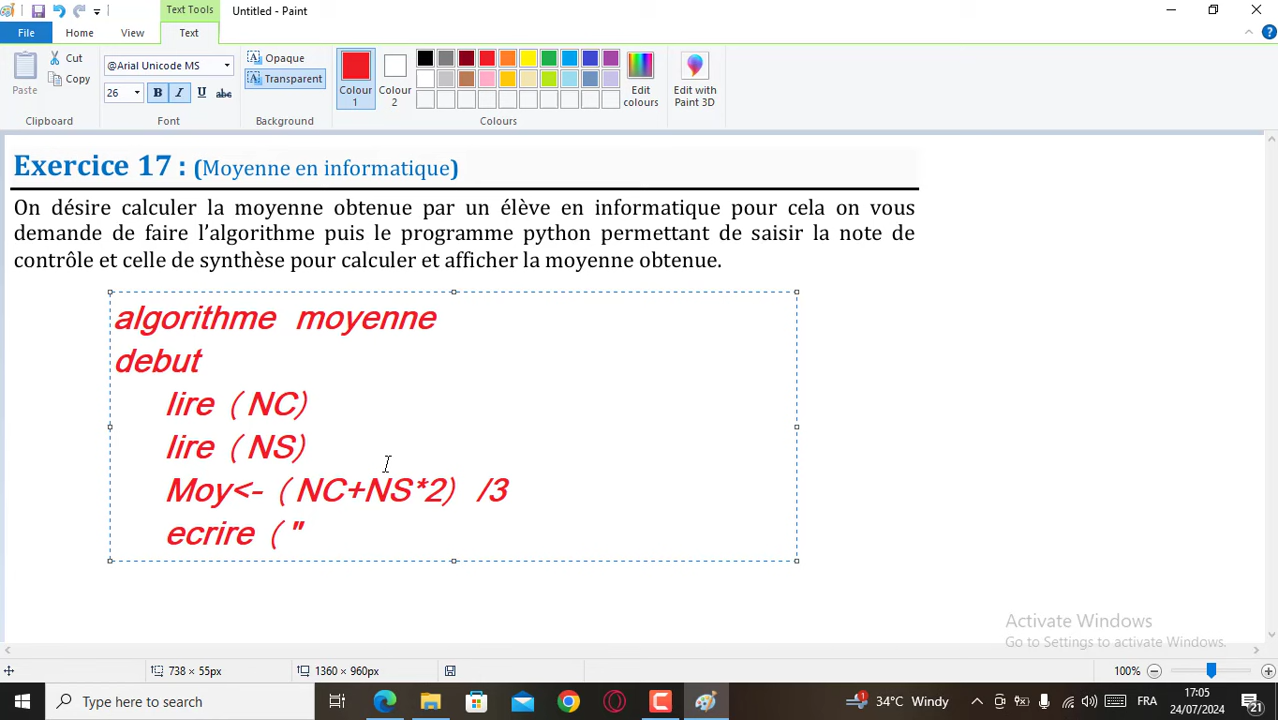 Text Tools
Untitled - Paint
File
Home
View
Text
Paste
Cut
Copy
Clipboard
@Arial Unicode MS
26
B I U abc
Font
Opaque
Transparent
Background
Colour 1
Colour 2
Edit colours
Edit with Paint 3D
Colours
Exercice 17 : (Moyenne en informatique)
On désire calculer la moyenne obtenue par un élève en informatique pour cela on vous
demande de faire l’algorithme puis le programme python permettant de saisir la note de
contrôle et celle de synthèse pour calculer et afficher la moyenne obtenue.
algorithme moyenne
debut
lire (NC)
lire (NS)
Moy<- (NC+NS*2) /3
ecrire ("
Activate Windows
Go to Settings to activate Windows.
738 × 55px
1360 × 960px
100%
Type here to search
1
34°C Windy
FRA
17:05
24/07/2024
21